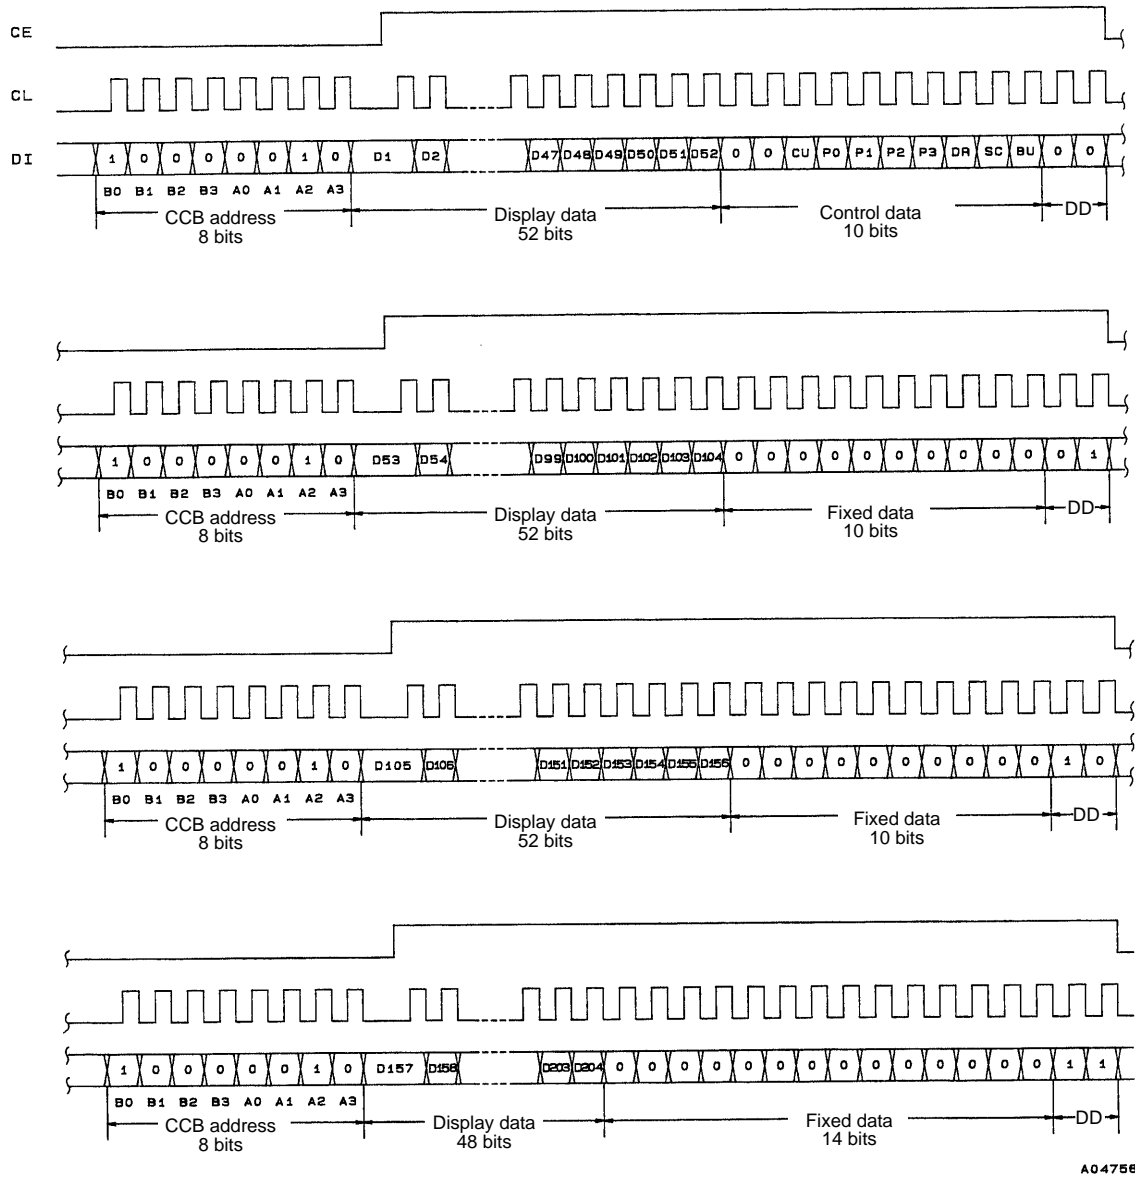 CE
CL
DI 1 0 0 0 0 0 1 0 D1 D2 D47 D48 D49 D50 D51 D52 0 0 CU P0 P1 P2 P3 DR SC BU 0 0
B0 B1 B2 B3 A0 A1 A2 A3
CCB address Display data Control data DD
8 bits 52 bits 10 bits
1 0 0 0 0 0 1 0 D53 D54 D99 D100 D101 D102 D103 D104 0 0 0 0 0 0 0 0 0 0 0 1
B0 B1 B2 B3 A0 A1 A2 A3
CCB address Display data Fixed data DD
8 bits 52 bits 10 bits
1 0 0 0 0 0 1 0 D105 D106 D151 D152 D153 D154 D155 D156 0 0 0 0 0 0 0 0 0 0 1 0
B0 B1 B2 B3 A0 A1 A2 A3
CCB address Display data Fixed data DD
8 bits 52 bits 10 bits
1 0 0 0 0 0 1 0 D157 D158 D203 D204 0 0 0 0 0 0 0 0 0 0 0 0 0 0 1 1
B0 B1 B2 B3 A0 A1 A2 A3
CCB address Display data Fixed data DD
8 bits 48 bits 14 bits